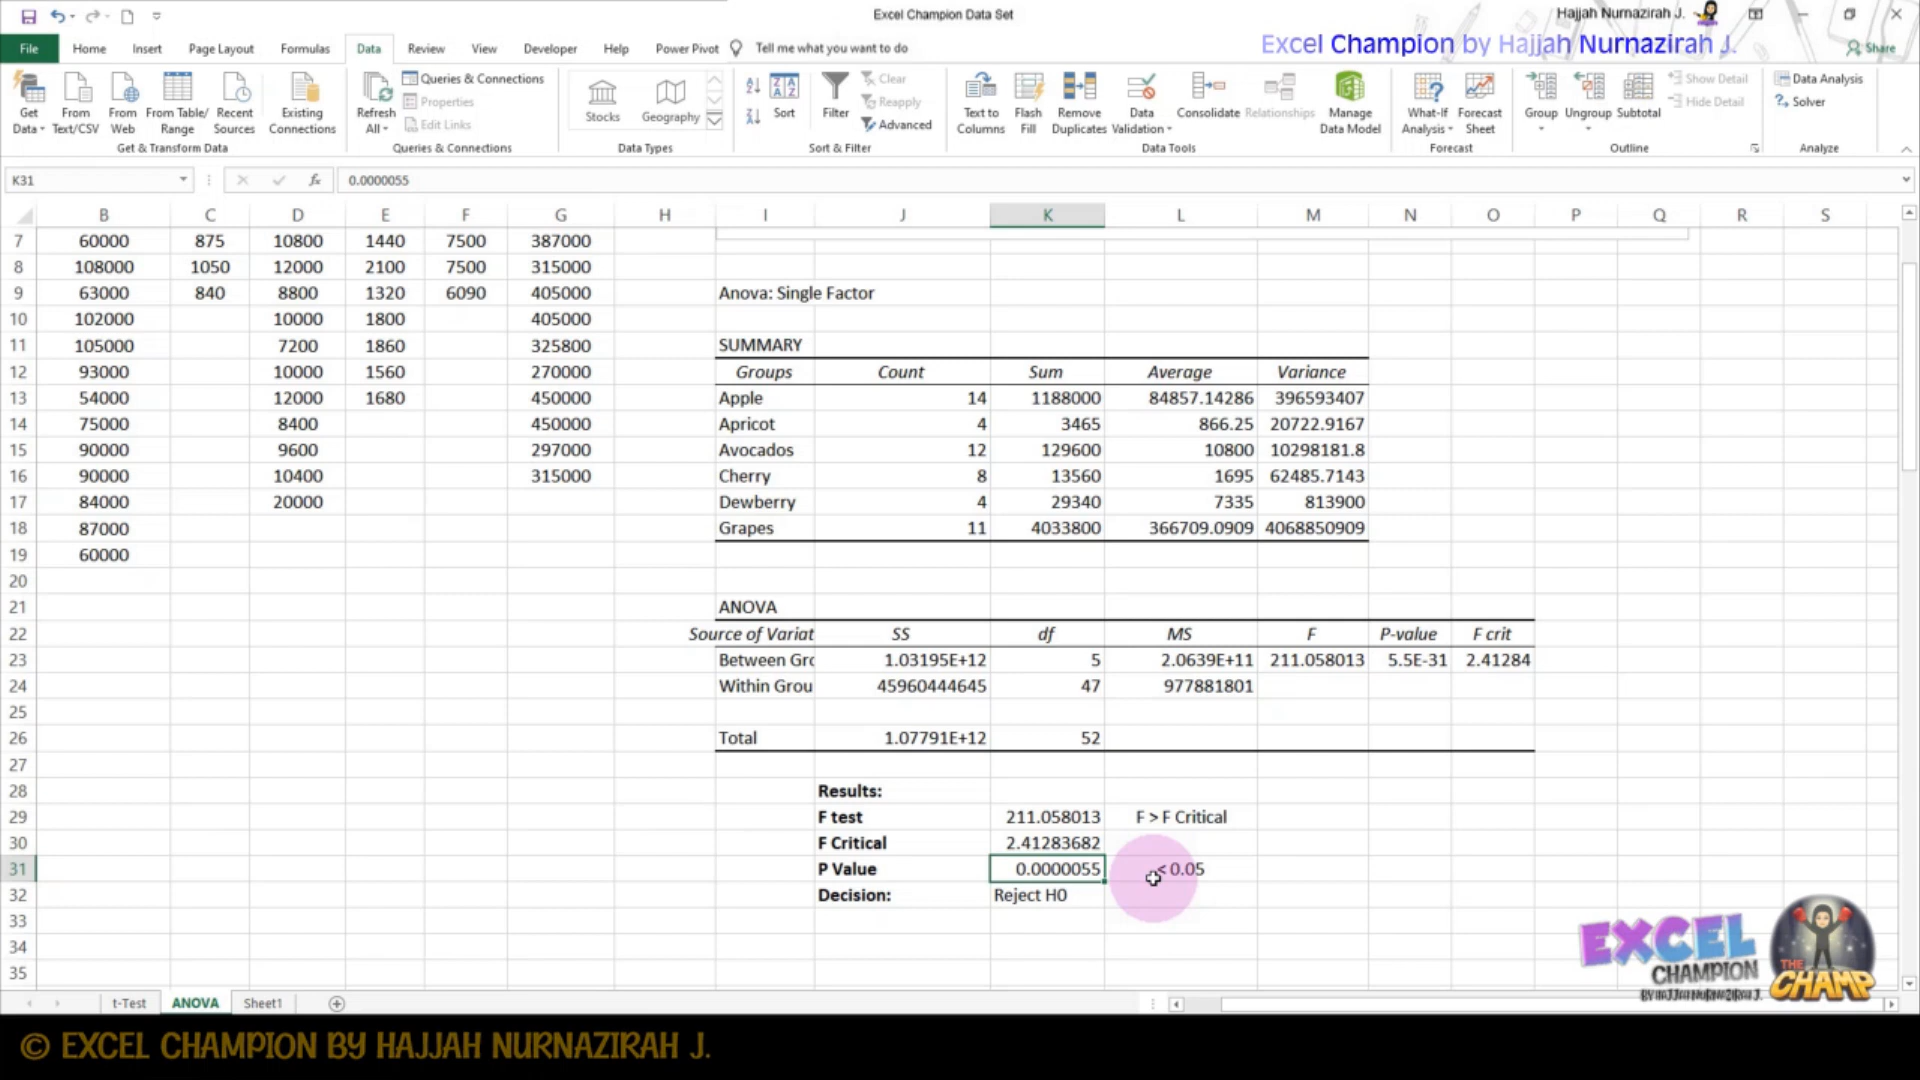 Excel Champion Data Set
Hajjah Nurnazirah J.
File Home Insert Page Layout Formulas Data Review View Developer Help Power Pivot Tell me what you want to do
Excel Champion by Hajjah Nurnazirah J.
Share
Get Data
From Text/CSV
From Web
From Table/Range
Recent Sources
Existing Connections
Get & Transform Data
Refresh All
Queries & Connections
Properties
Edit Links
Queries & Connections
Stocks
Geography
Data Types
Sort
Filter
Clear
Reapply
Advanced
Sort & Filter
Text to Columns
Flash Fill
Remove Duplicates
Data Validation
Consolidate
Relationships
Manage Data Model
Data Tools
What-If Analysis
Forecast Sheet
Forecast
Group
Ungroup
Subtotal
Show Detail
Hide Detail
Outline
Data Analysis
Solver
Analyze
K31 fx 0.0000055
B C D E F G H I J K L M N O P Q R S
7 60000 875 10800 1440 7500 387000
8 108000 1050 12000 2100 7500 315000
9 63000 840 8800 1320 6090 405000 Anova: Single Factor
10 102000 10000 1800 405000
11 105000 7200 1860 325800 SUMMARY
12 93000 10000 1560 270000 Groups Count Sum Average Variance
13 54000 12000 1680 450000 Apple 14 1188000 84857.14286 396593407
14 75000 8400 450000 Apricot 4 3465 866.25 20722.9167
15 90000 9600 297000 Avocados 12 129600 10800 10298181.8
16 90000 10400 315000 Cherry 8 13560 1695 62485.7143
17 84000 20000 Dewberry 4 29340 7335 813900
18 87000 Grapes 11 4033800 366709.0909 4068850909
19 60000
20
21 ANOVA
22 Source of Variat SS df MS F P-value F crit
23 Between Grc 1.03195E+12 5 2.0639E+11 211.058013 5.5E-31 2.41284
24 Within Grou 45960444645 47 977881801
25
26 Total 1.07791E+12 52
27
28 Results:
29 F test 211.058013 F > F Critical
30 F Critical 2.41283682
31 P Value 0.0000055 < 0.05
32 Decision: Reject H0
33
34
35
EXCEL
CHAMPION
BY HAJJAH NURNAZIRAH J.
THE
CHAMP
t-Test ANOVA Sheet1
© EXCEL CHAMPION BY HAJJAH NURNAZIRAH J.